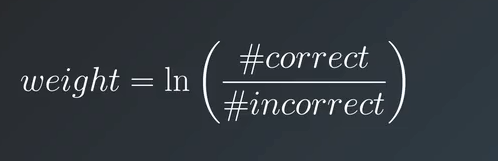 weight = ln ( #correct / #incorrect )